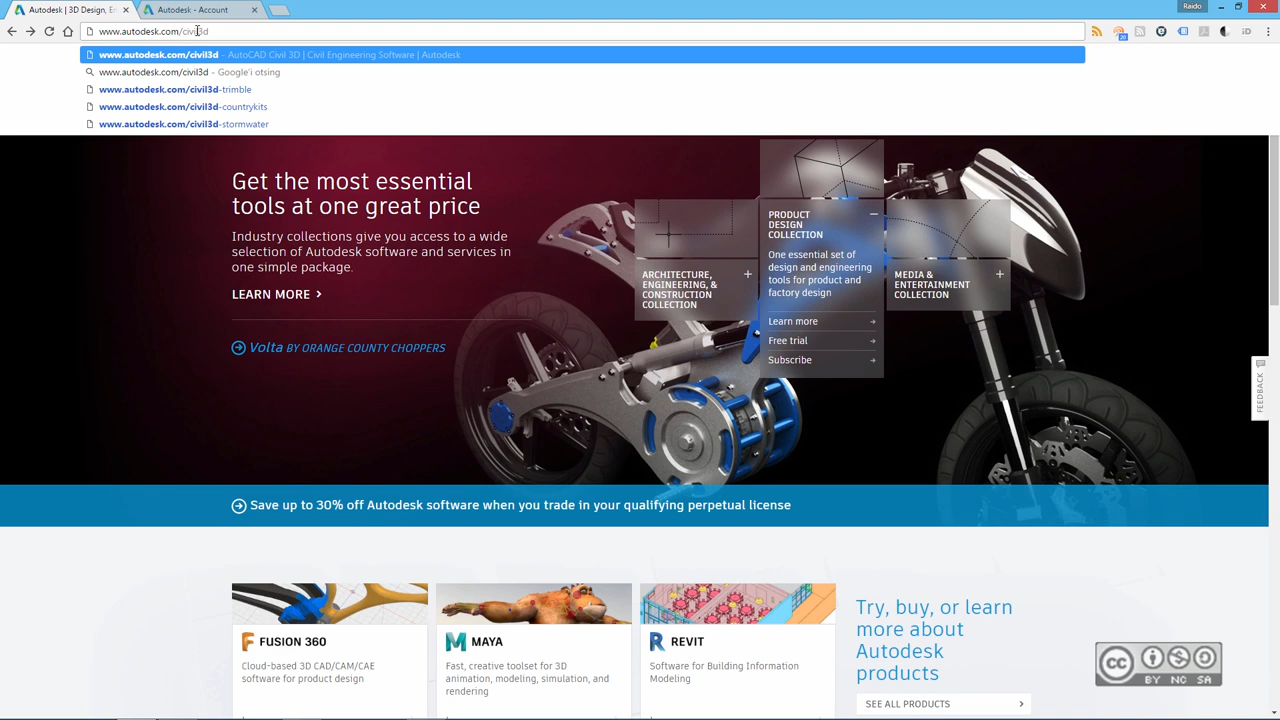 Autodesk | 3D Design, E
Autodesk - Account
Raido
www.autodesk.com/civil3d
www.autodesk.com/civil3d - AutoCAD Civil 3D | Civil Engineering Software | Autodesk
www.autodesk.com/civil3d - Google'i otsing
www.autodesk.com/civil3d-trimble
www.autodesk.com/civil3d-countrykits
www.autodesk.com/civil3d-stormwater
Get the most essential
tools at one great price
Industry collections give you access to a wide
selection of Autodesk software and services in
one simple package.
LEARN MORE >
Volta BY ORANGE COUNTY CHOPPERS
ARCHITECTURE,
ENGINEERING, &
CONSTRUCTION
COLLECTION
PRODUCT
DESIGN
COLLECTION
One essential set of
design and engineering
tools for product and
factory design
Learn more
Free trial
Subscribe
MEDIA &
ENTERTAINMENT
COLLECTION
FEEDBACK
Save up to 30% off Autodesk software when you trade in your qualifying perpetual license
FUSION 360
Cloud-based 3D CAD/CAM/CAE
software for product design
MAYA
Fast, creative toolset for 3D
animation, modeling, simulation, and
rendering
REVIT
Software for Building Information
Modeling
Try, buy, or learn
more about
Autodesk
products
SEE ALL PRODUCTS
cc
BY NC SA